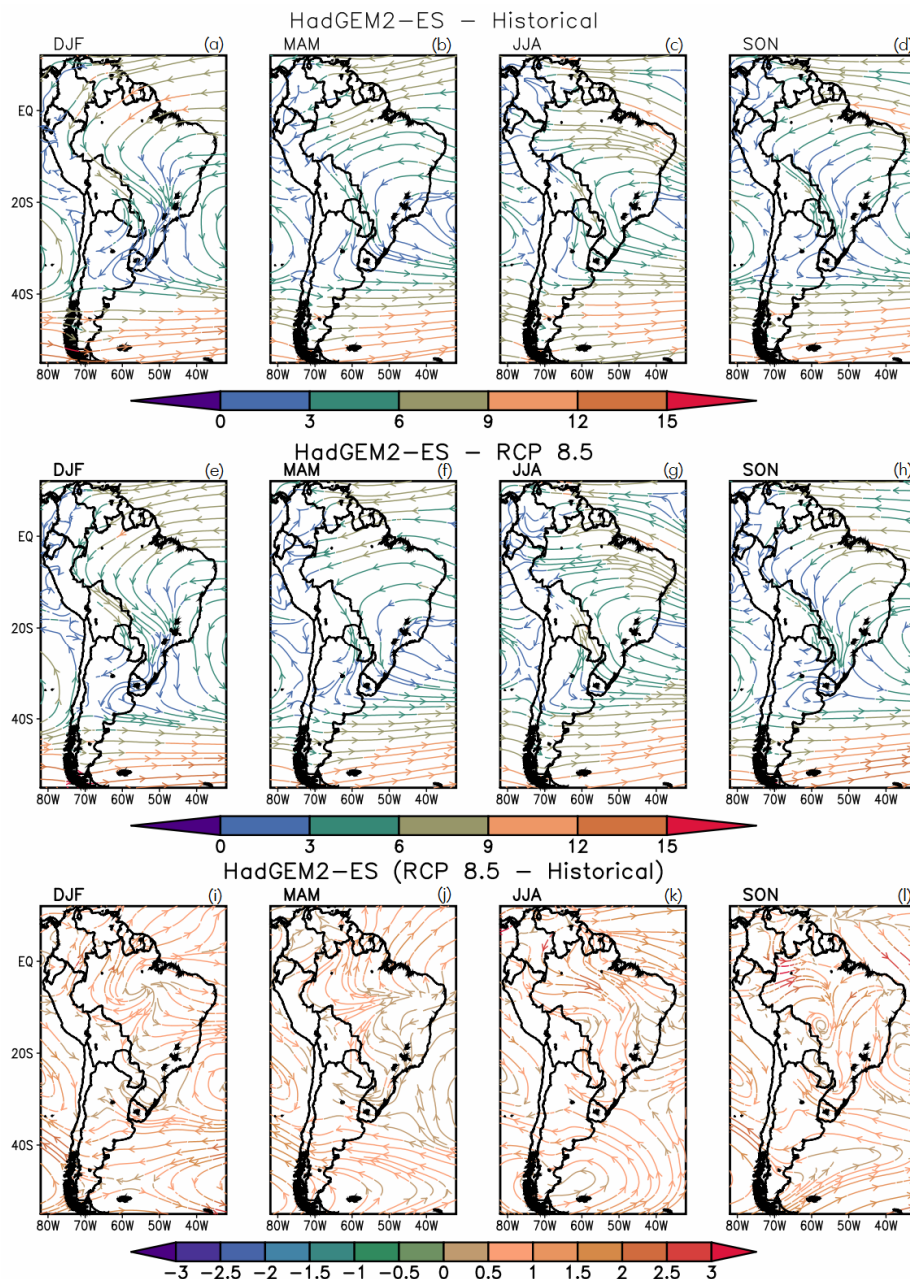 HadGEM2-ES - Historical
DJF (a) MAM (b) JJA (c) SON (d)
EQ
20S
40S
80W 70W 60W 50W 40W 80W 70W 60W 50W 40W 80W 70W 60W 50W 40W 80W 70W 60W 50W 40W
0 3 6 9 12 15
HadGEM2-ES - RCP 8.5
DJF (e) MAM (f) JJA (g) SON (h)
EQ
20S
40S
80W 70W 60W 50W 40W 80W 70W 60W 50W 40W 80W 70W 60W 50W 40W 80W 70W 60W 50W 40W
0 3 6 9 12 15
HadGEM2-ES (RCP 8.5 - Historical)
DJF (i) MAM (j) JJA (k) SON (l)
EQ
20S
40S
80W 70W 60W 50W 40W 80W 70W 60W 50W 40W 80W 70W 60W 50W 40W 80W 70W 60W 50W 40W
-3 -2.5 -2 -1.5 -1 -0.5 0 0.5 1 1.5 2 2.5 3